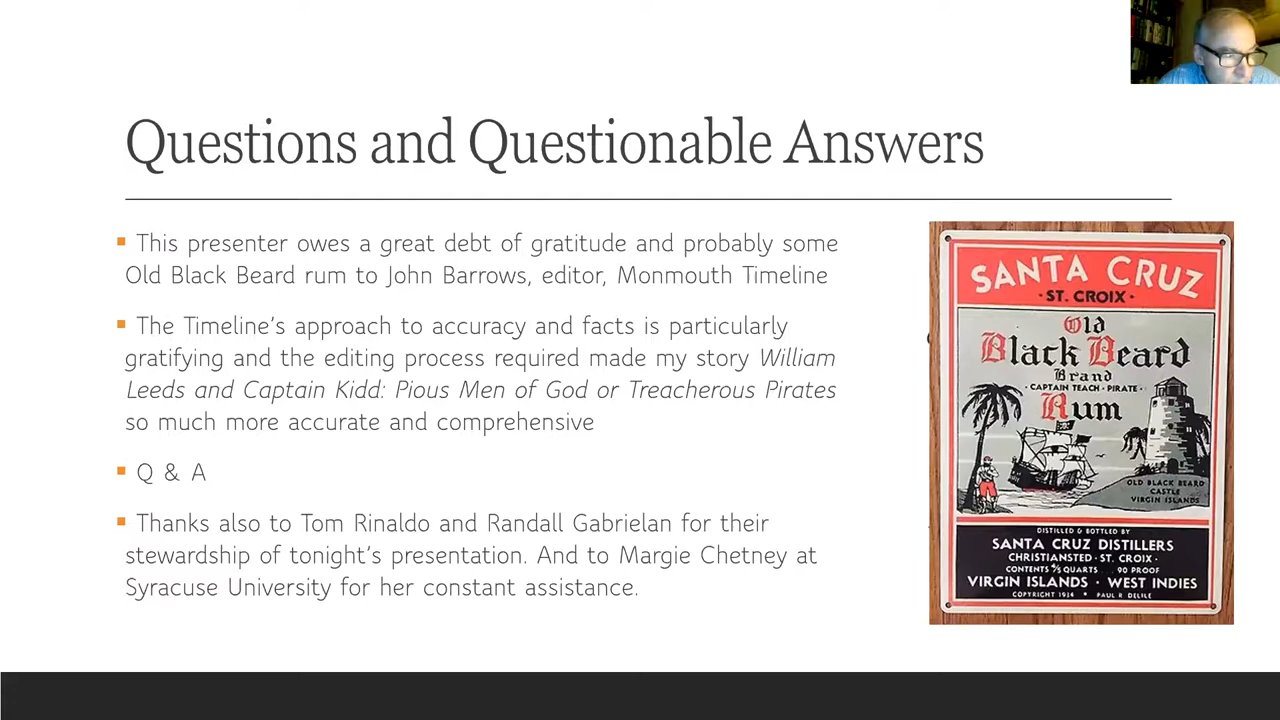 Questions and Questionable Answers
This presenter owes a great debt of gratitude and probably some
Old Black Beard rum to John Barrows, editor, Monmouth Timeline
The Timeline's approach to accuracy and facts is particularly
gratifying and the editing process required made my story William
Leeds and Captain Kidd: Pious Men of God or Treacherous Pirates
so much more accurate and comprehensive
Q & A
Thanks also to Tom Rinaldo and Randall Gabrielan for their
stewardship of tonight's presentation. And to Margie Chetney at
Syracuse University for her constant assistance.
SANTA CRUZ
· ST. CROIX ·
Old
Black Beard
Brand
· CAPTAIN TEACH · PIRATE ·
Rum
OLD BLACK BEARD
CASTLE
VIRGIN ISLANDS
DISTILLED & BOTTLED BY
SANTA CRUZ DISTILLERS
CHRISTIANSTED · ST. CROIX ·
CONTENTS 4/5 QUARTS . . 90 PROOF
VIRGIN ISLANDS · WEST INDIES
COPYRIGHT 1934 * PAUL R